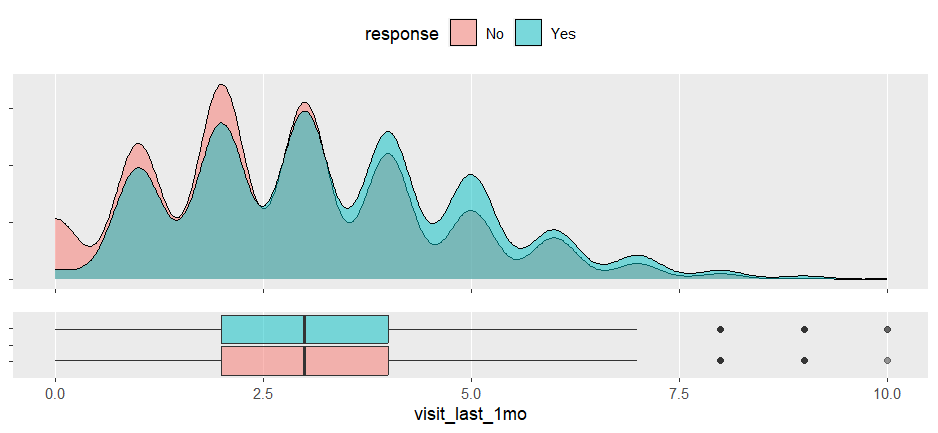 response No Yes
0.0 2.5 5.0 7.5 10.0
visit_last_1mo